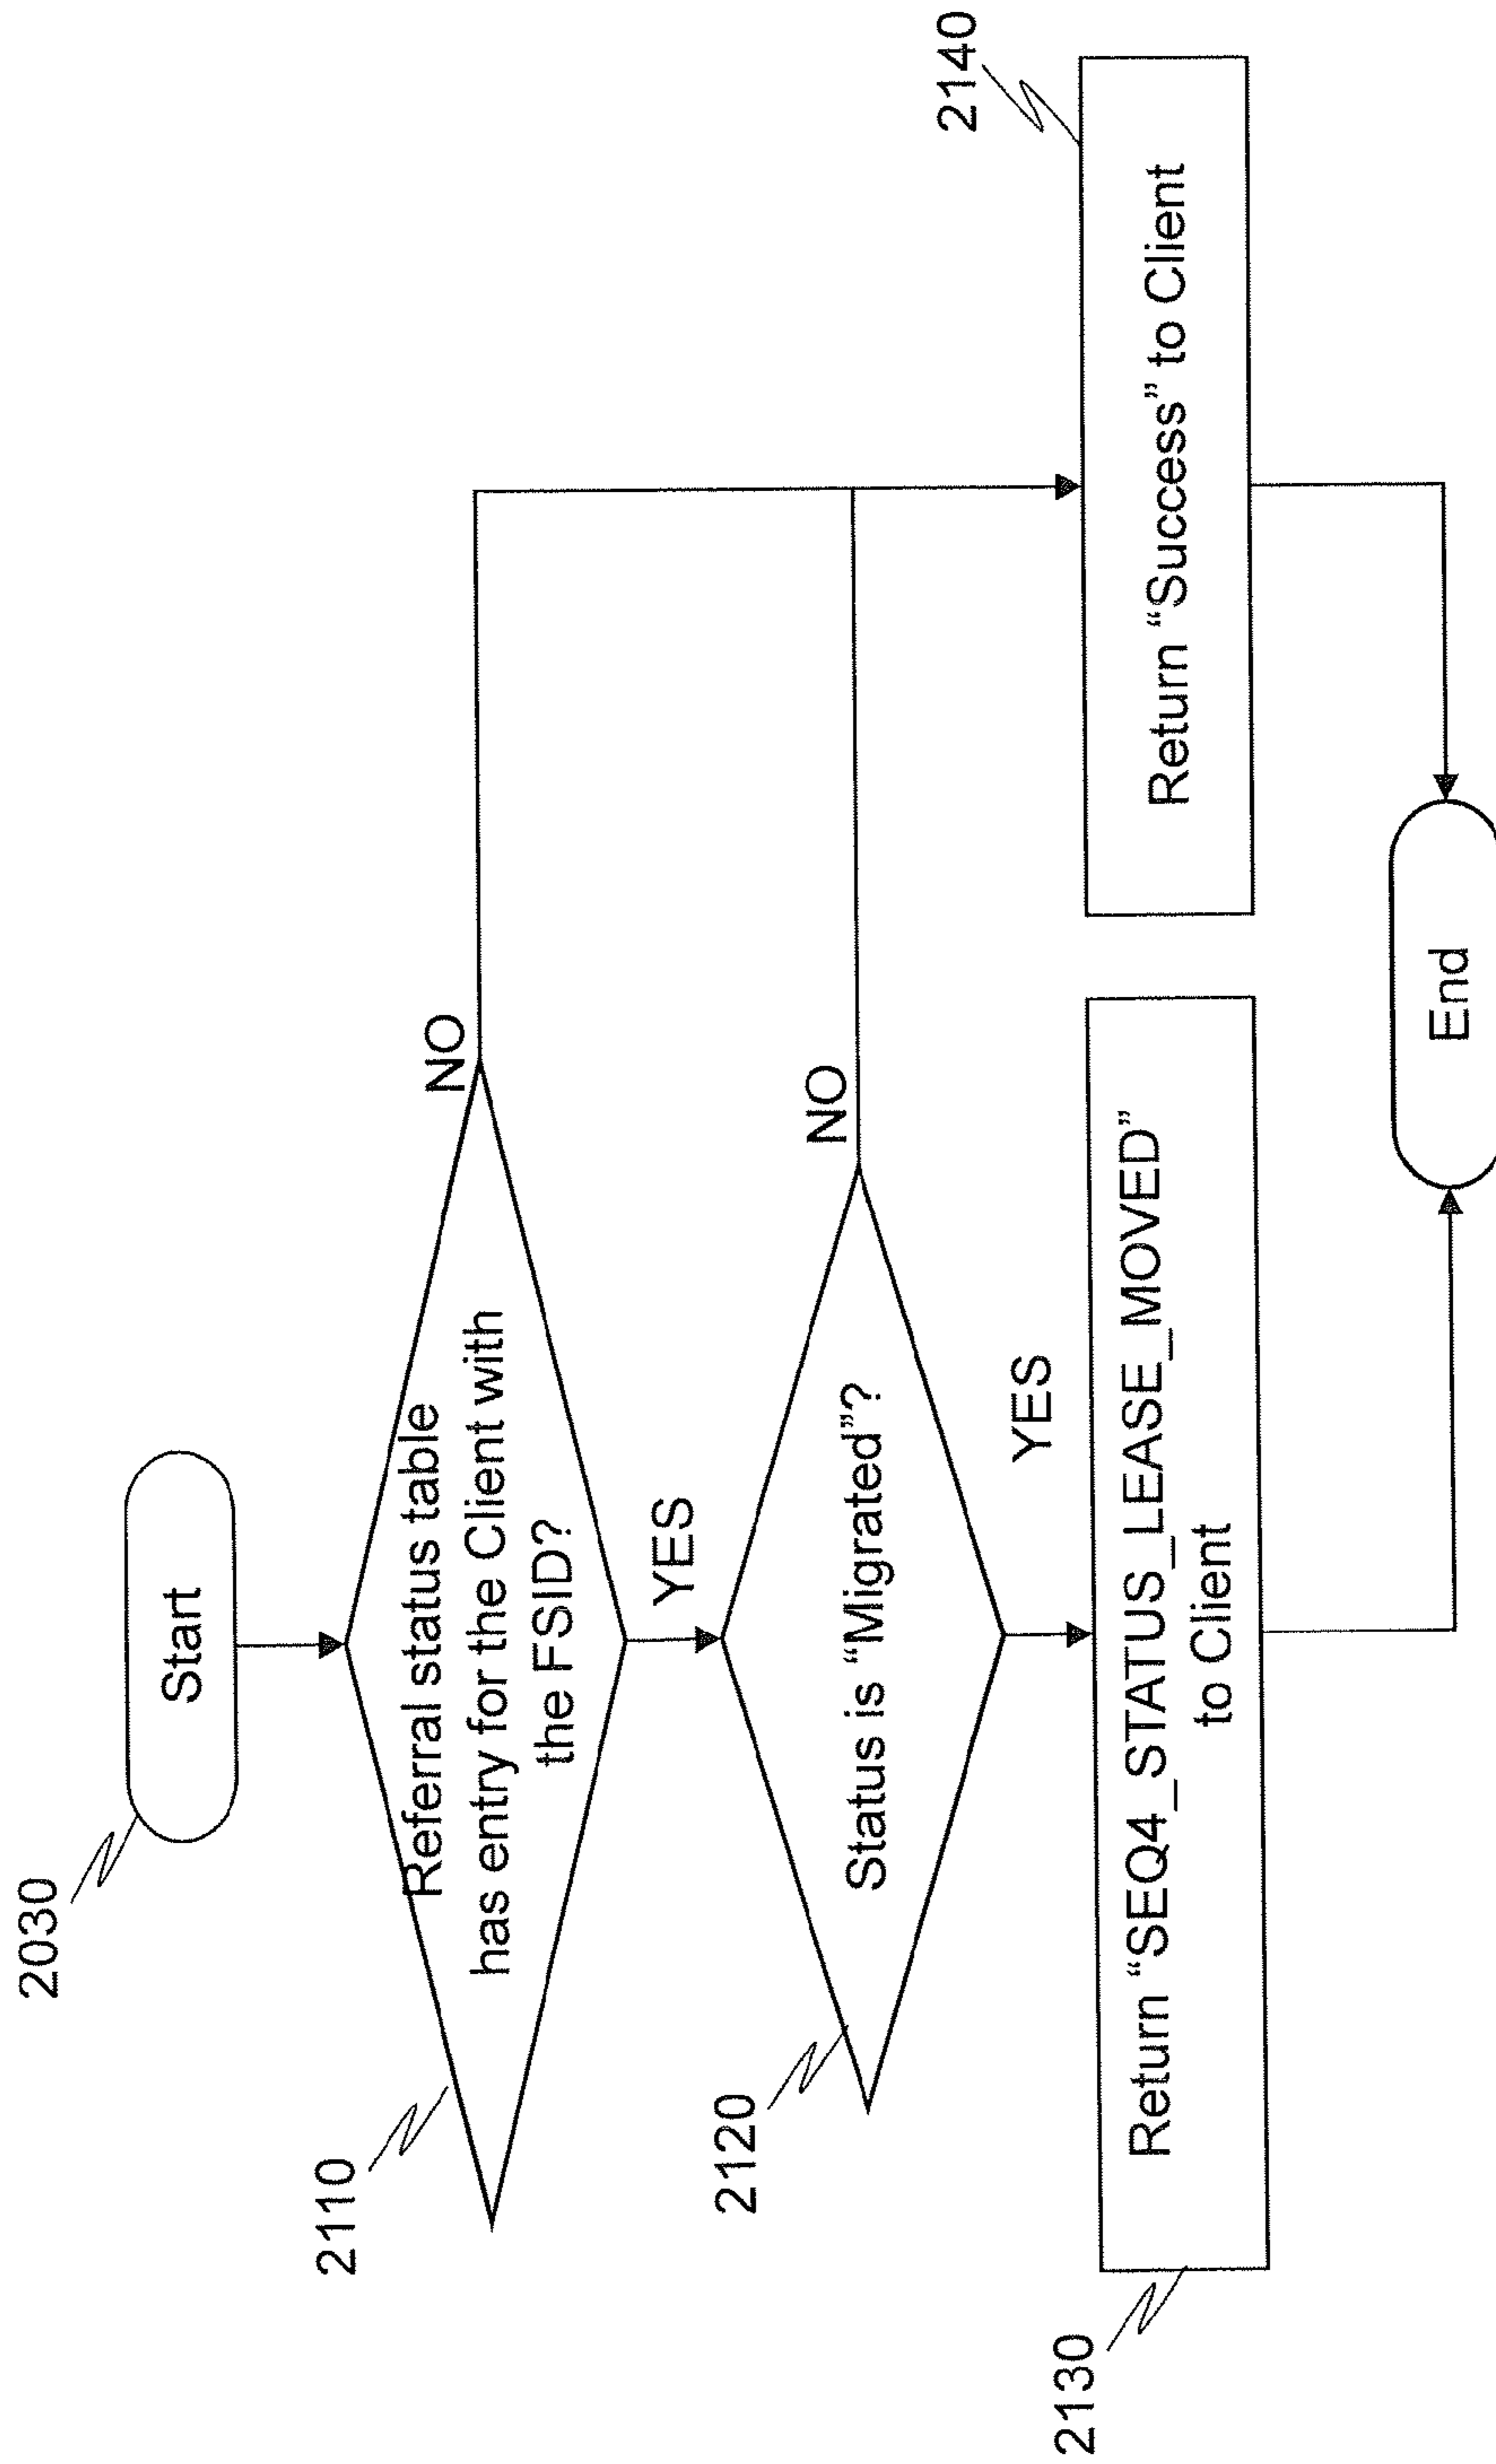 2030
Start
2110
Referral status table
has entry for the Client with
the FSID?
NO
YES
2120
Status is “Migrated”?
NO
YES
2130
Return “SEQ4_STATUS_LEASE_MOVED”
to Client
2140
Return “Success” to Client
End